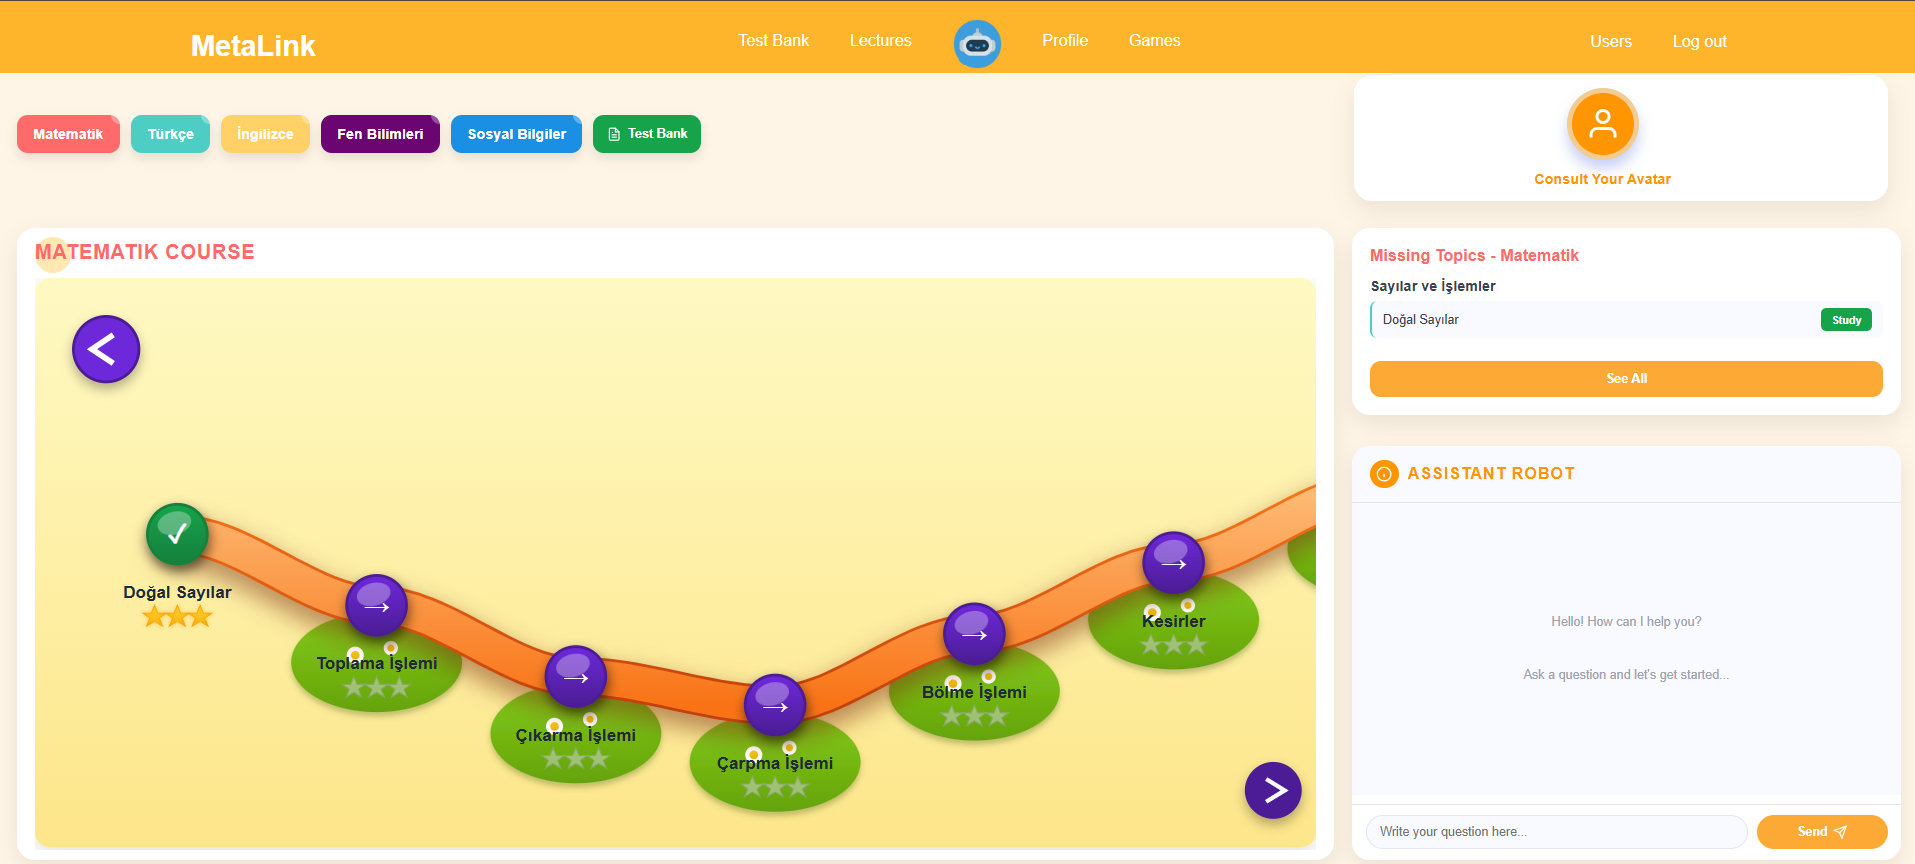 MetaLink
Test Bank
Lectures
Profile
Games
Users
Log out
Matematik
Türkçe
İngilizce
Fen Bilimleri
Sosyal Bilgiler
Test Bank
Consult Your Avatar
MATEMATIK COURSE
Doğal Sayılar
Toplama İşlemi
Çıkarma İşlemi
Çarpma İşlemi
Bölme İşlemi
Kesirler
Missing Topics - Matematik
Sayılar ve İşlemler
Doğal Sayılar
Study
See All
ASSISTANT ROBOT
Hello! How can I help you?
Ask a question and let's get started...
Write your question here...
Send